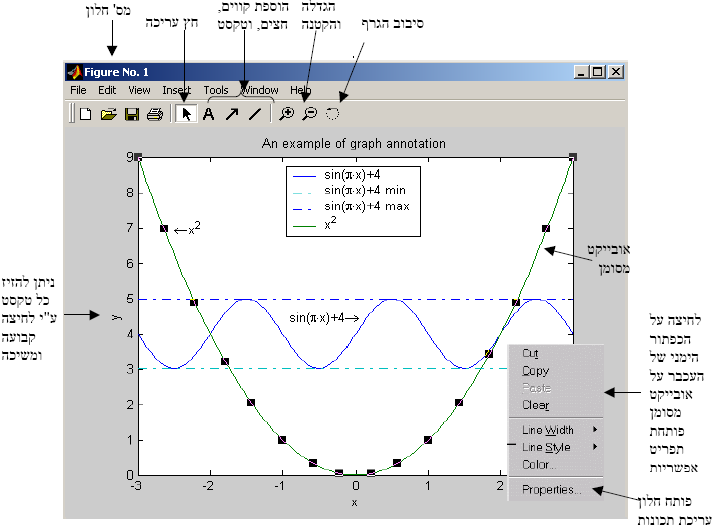 מס' חלון
חץ עריכה
הוספת קווים,
חצים, וטקסט
הגדלה
והקטנה
סיבוב הגרף
Figure No. 1
File Edit View Insert Tools Window Help
A
An example of graph annotation
sin(π·x)+4
sin(π·x)+4 min
sin(π·x)+4 max
x²
9
8
7
6
5
4
3
2
1
0
y
←x²
sin(π·x)+4→
-3 -2 -1 0 1 2
x
ניתן להזיז
כל טקסט
ע"י לחיצה
קבועה
ומשיכה
אובייקט
מסומן
לחיצה על
הכפתור
הימני של
העכבר על
אובייקט
מסומן
פותחת
תפריט
אפשריות
Cut
Copy
Paste
Clear
Line Width
Line Style
Color...
Properties...
פותח חלון
עריכת תכונות